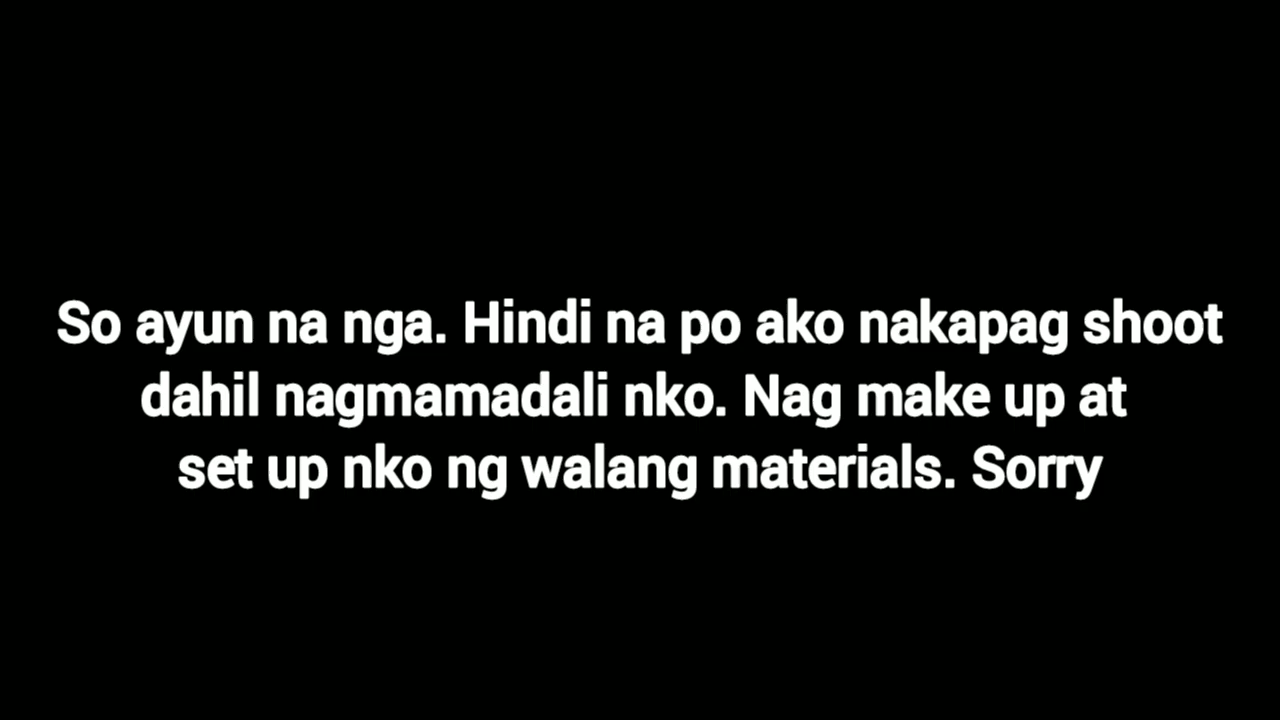 So ayun na nga. Hindi na po ako nakapag shoot
dahil nagmamadali nko. Nag make up at
set up nko ng walang materials. Sorry